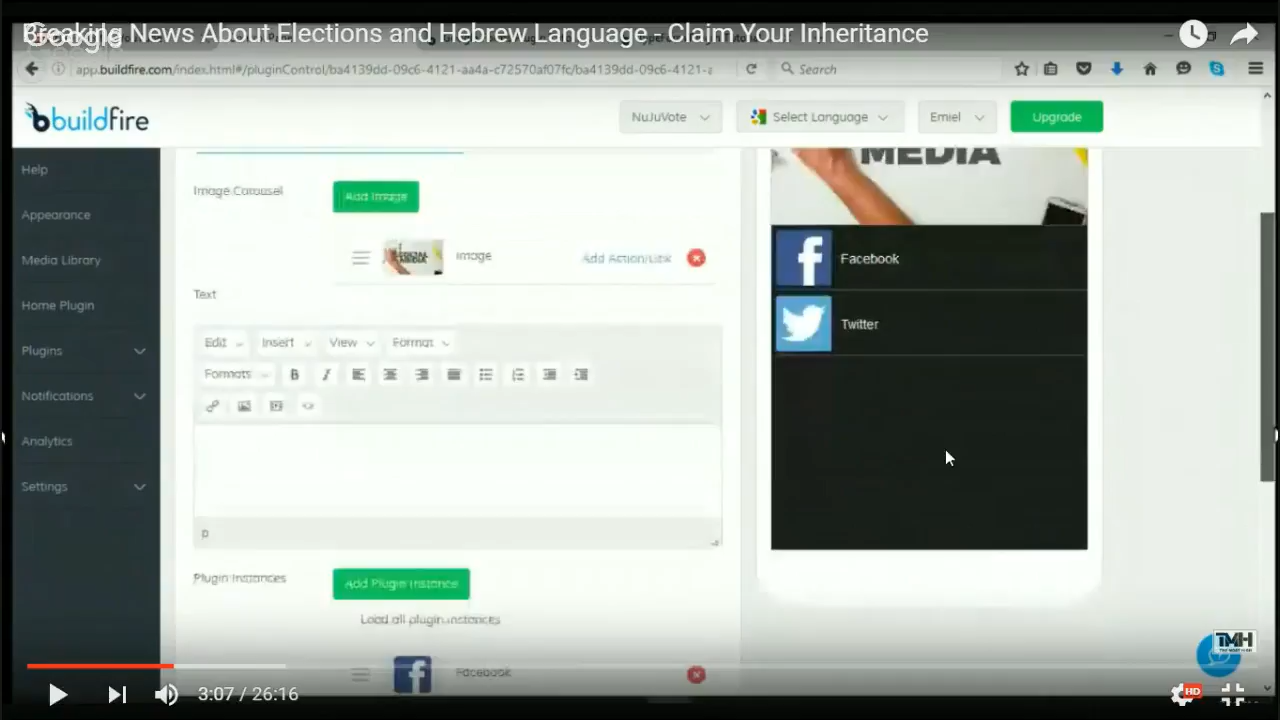 Breaking News About Elections and Hebrew Language - Claim Your Inheritance
Google
app.buildfire.com/index.html#/pluginControl/ba4139dd-09c6-4121-aa4a-c72570af07fc/ba4139dd-09c6-4121-a
Search
buildfire
NuJuVote
Select Language
Emiel
Upgrade
Help
Appearance
Media Library
Home Plugin
Plugins
Notifications
Analytics
Settings
Image Carousel
Add Image
Image
Add Action/Link
Text
Edit
Insert
View
Format
Formats
B
I
p
Plugin Instances
Add Plugin Instance
Load all plugin instances
Facebook
MEDIA
Facebook
Twitter
TMH
3:07 / 26:16
HD